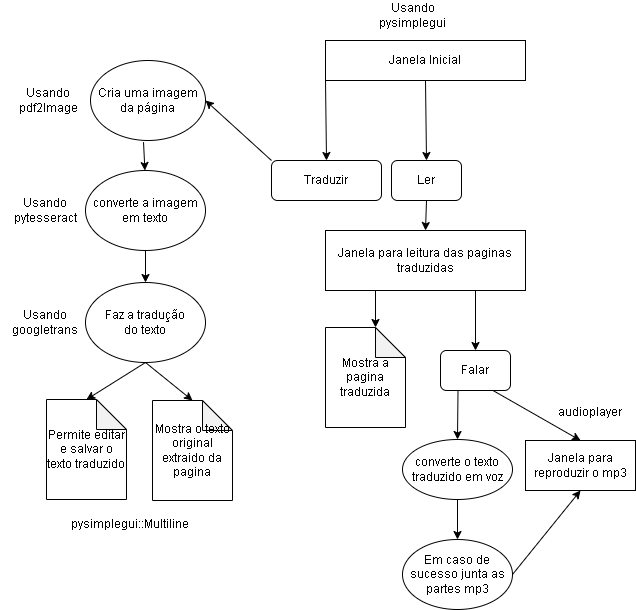 Usando
pysimplegui
Janela Inicial
Usando
pdf2Image
Cria uma imagem
da página
Traduzir
Ler
Usando
pytesseract
converte a imagem
em texto
Janela para leitura das paginas
traduzidas
Usando
googletrans
Faz a tradução
do texto
Mostra a
pagina
traduzida
Falar
Permite editar
e salvar o
texto traduzido
Mostra o texto
original
extraido da
pagina
audioplayer
converte o texto
traduzido em voz
Janela para
reproduzir o mp3
pysimplegui::Multiline
Em caso de
sucesso junta as
partes mp3